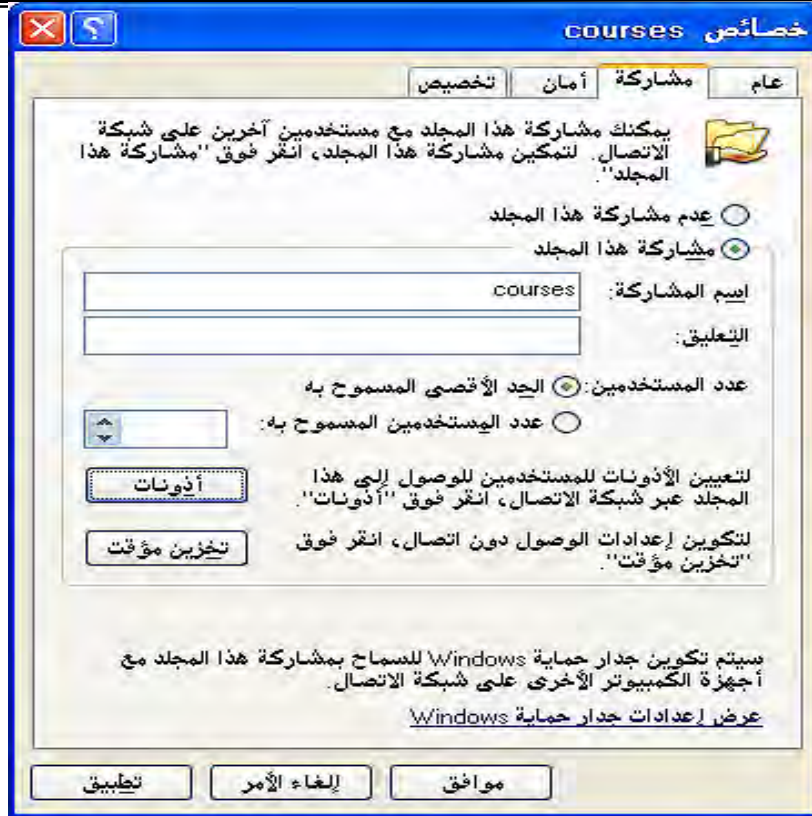 خصائص courses
عام
مشاركة
أمان
تخصيص
يمكنك مشاركة هذا المجلد مع مستخدمين آخرين على شبكة
الاتصال. لتمكين مشاركة هذا المجلد، انقر فوق "مشاركة هذا
المجلد".
عدم مشاركة هذا المجلد
مشاركة هذا المجلد
اسم المشاركة: courses
التعليق:
عدد المستخدمين: الحد الأقصى المسموح به
عدد المستخدمين المسموح به:
لتعيين الأذونات للمستخدمين للوصول إلى هذا
المجلد عبر شبكة الاتصال، انقر فوق "أذونات".
أذونات
لتكوين إعدادات الوصول دون اتصال، انقر فوق
"تخزين مؤقت".
تخزين مؤقت
سيتم تكوين جدار حماية Windows للسماح بمشاركة هذا المجلد مع
أجهزة الكمبيوتر الأخرى على شبكة الاتصال.
عرض إعدادات جدار حماية Windows
موافق
إلغاء الأمر
تطبيق